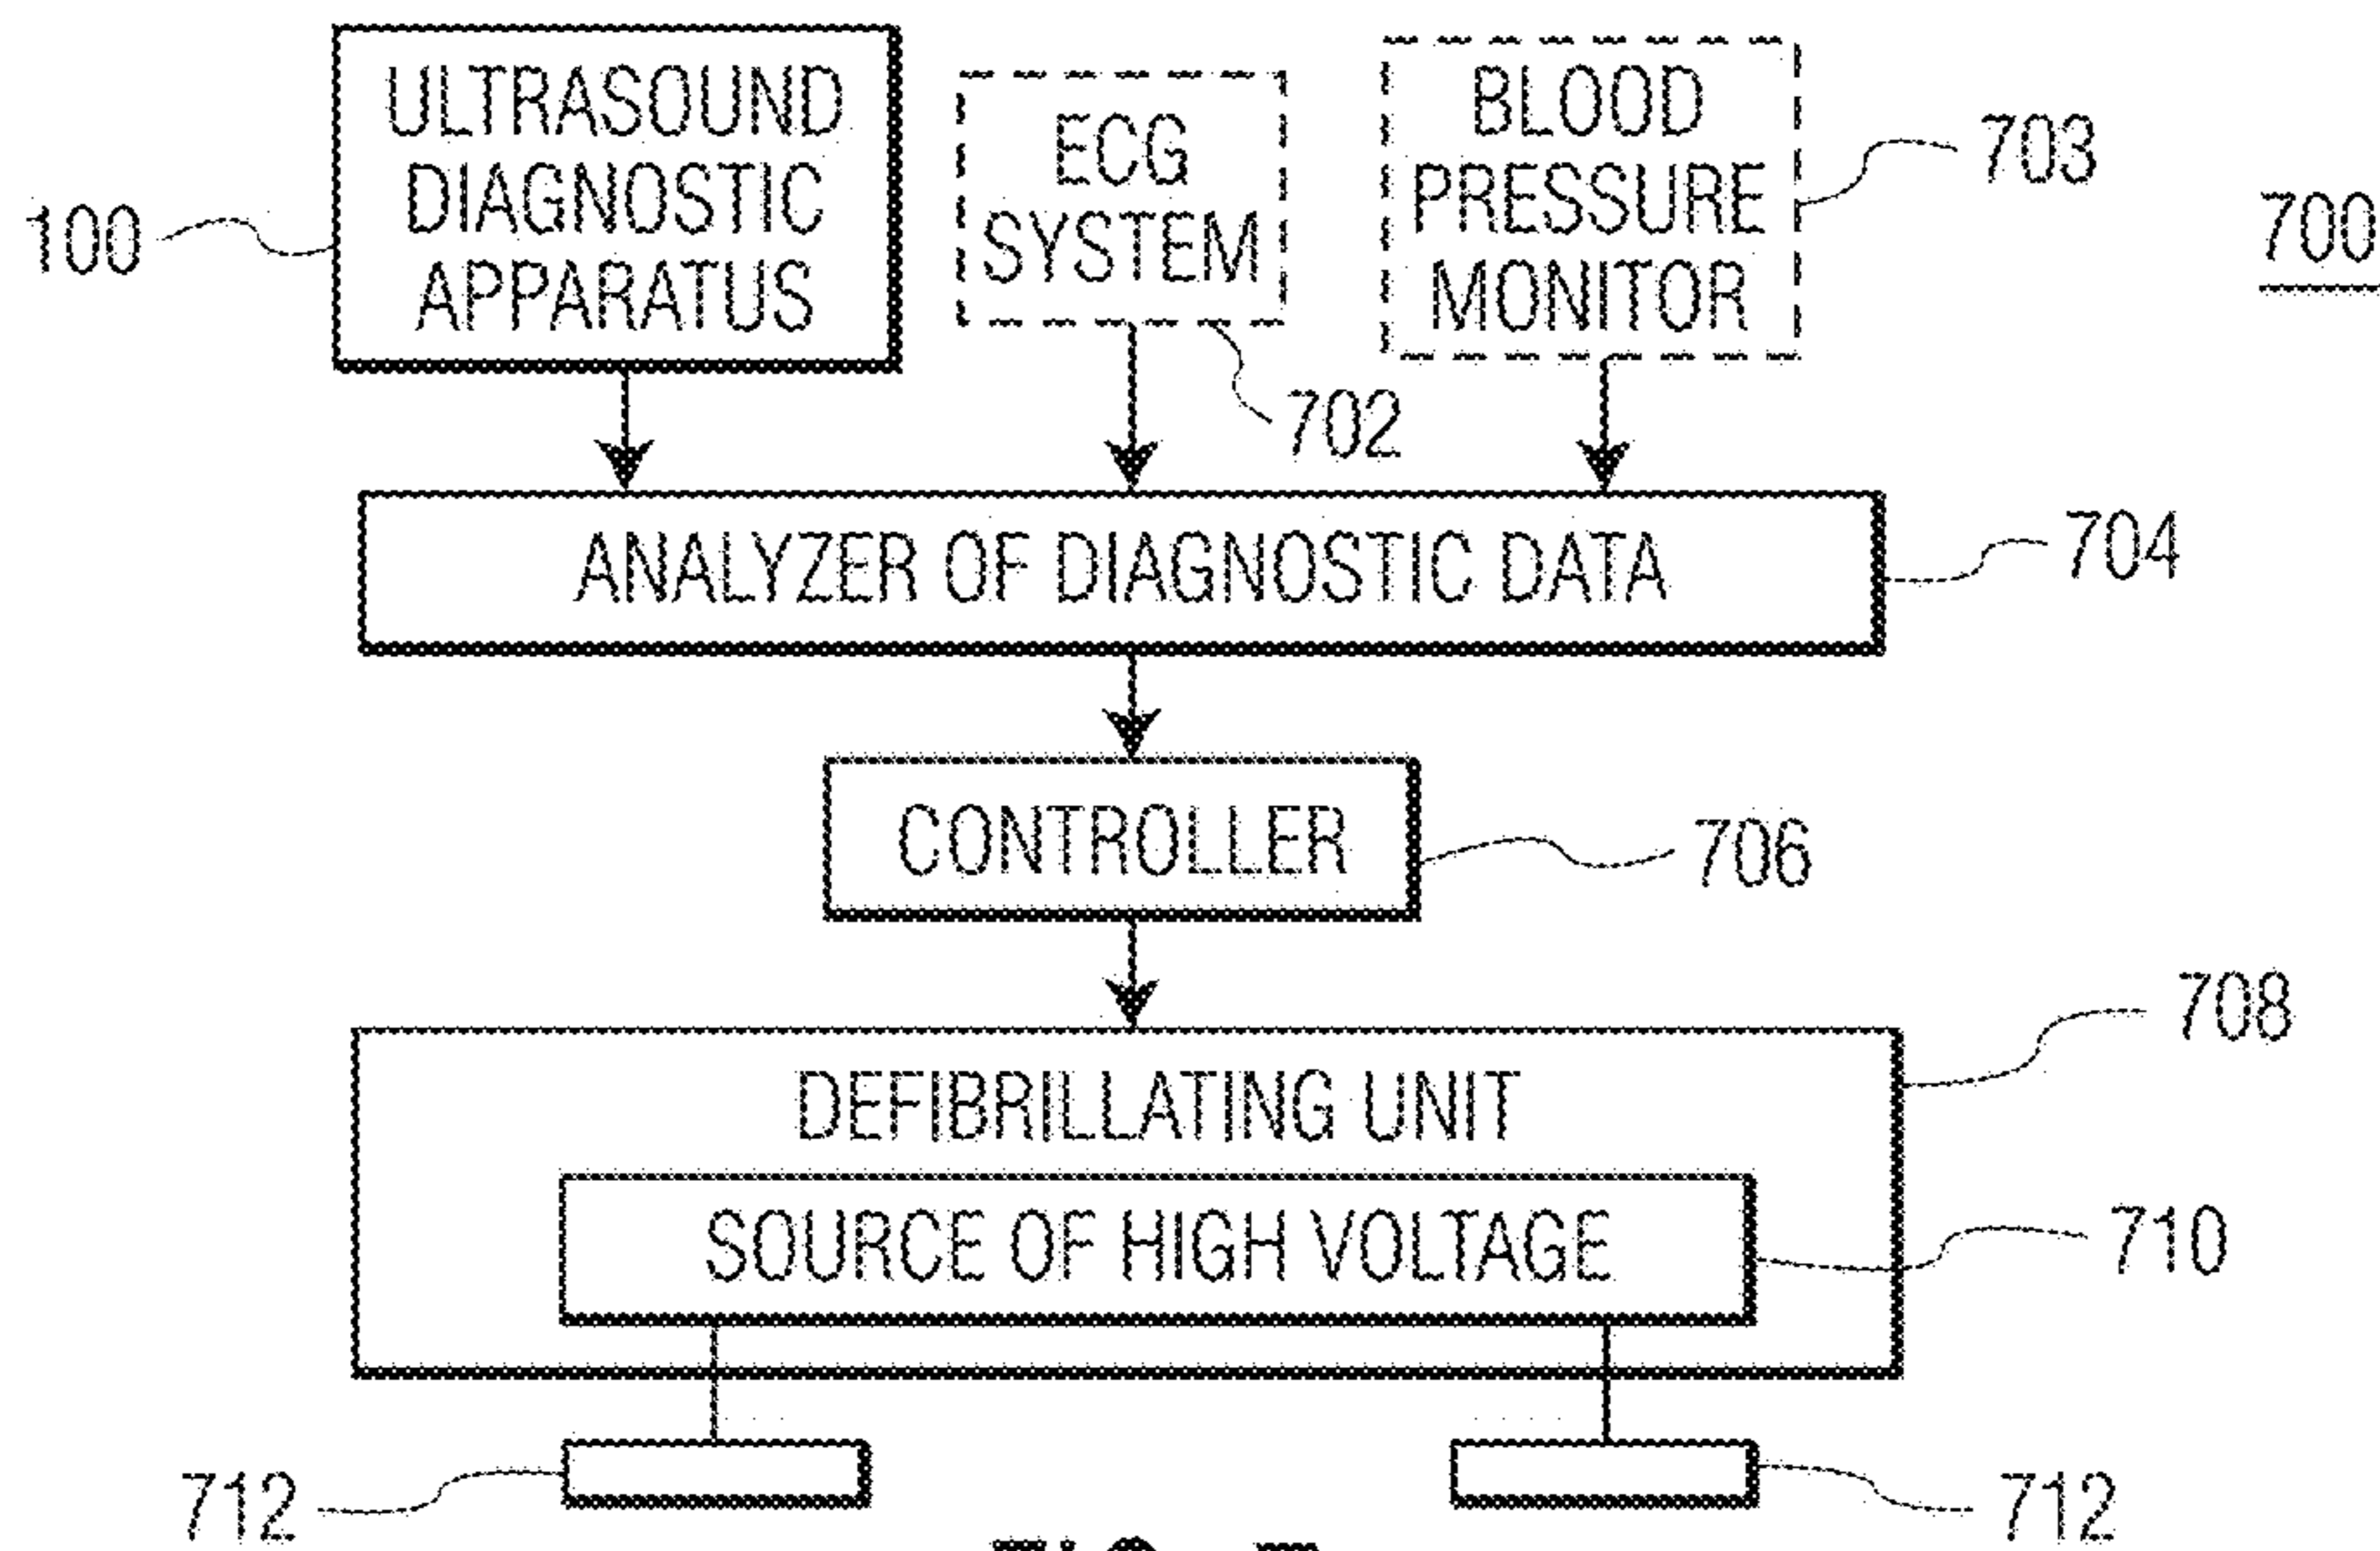 ULTRASOUND
DIAGNOSTIC
APPARATUS
100
ECG
SYSTEM
702
BLOOD
PRESSURE
MONITOR
703
700
ANALYZER OF DIAGNOSTIC DATA
704
CONTROLLER
706
DEFIBRILLATING UNIT
708
SOURCE OF HIGH VOLTAGE
710
712
712